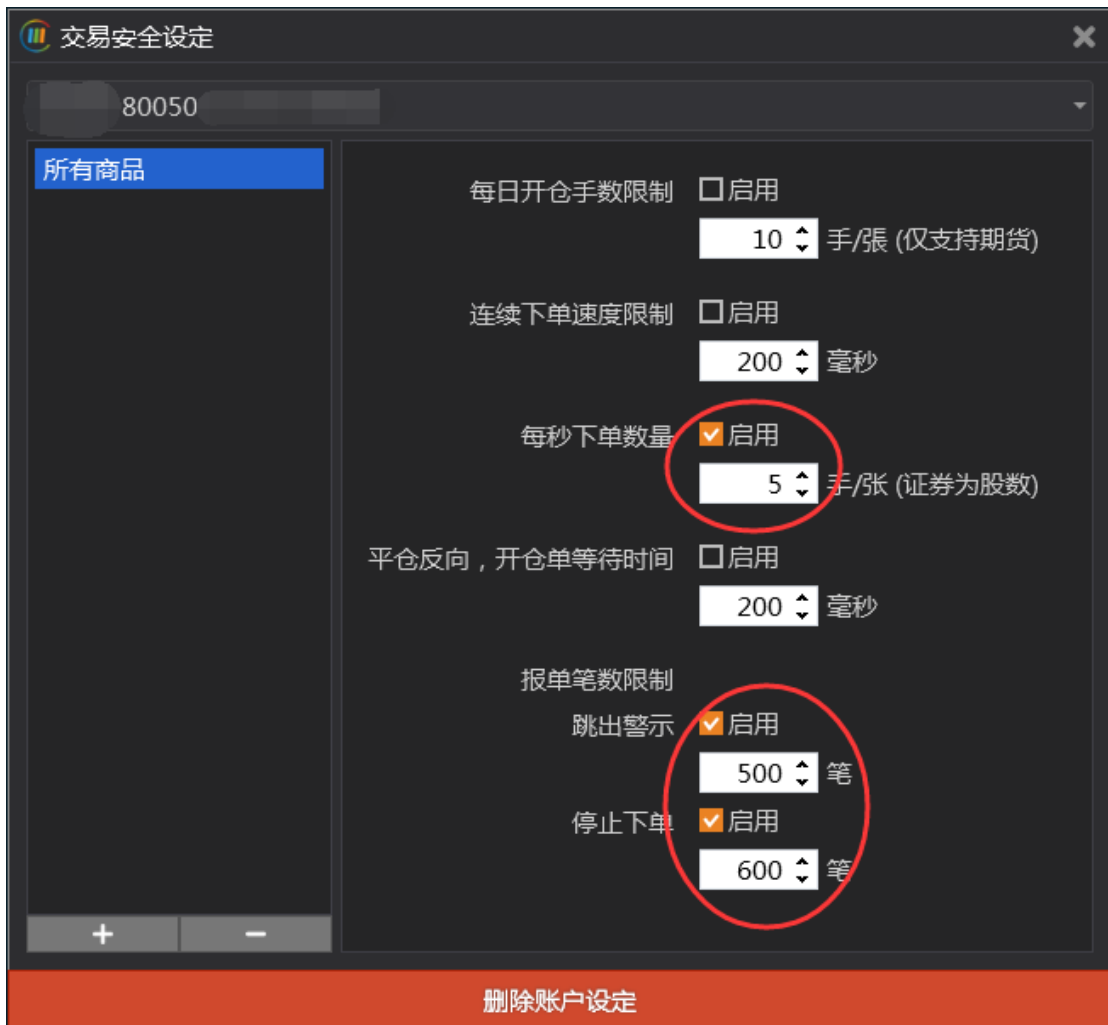 交易安全设定
80050
所有商品
每日开仓手数限制 启用
10 手/張 (仅支持期货)
连续下单速度限制 启用
200 毫秒
每秒下单数量 启用
5 手/张 (证券为股数)
平仓反向，开仓单等待时间 启用
200 毫秒
报单笔数限制
跳出警示 启用
500 笔
停止下单 启用
600 笔
删除账户设定